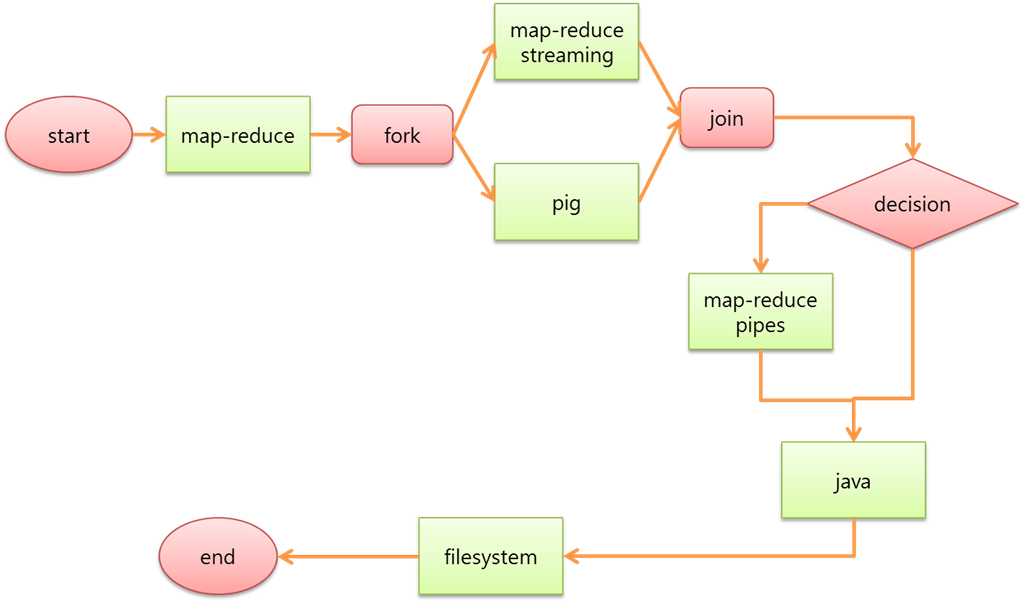 start
map-reduce
fork
map-reduce
streaming
pig
join
decision
map-reduce
pipes
java
filesystem
end